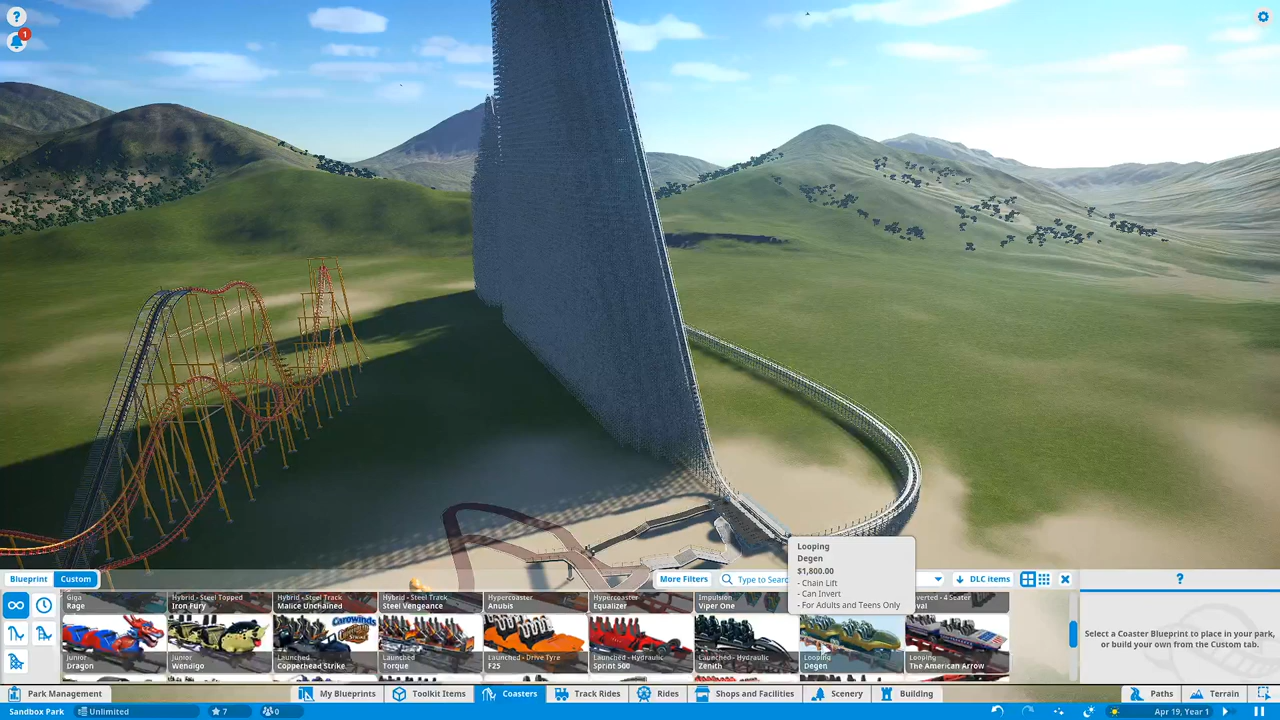 ?
1
Looping
Degen
$1,800.00
- Chain Lift
- Can Invert
- For Adults and Teens Only
Blueprint
Custom
More Filters
Type to Searc
DLC items
?
Giga
Rage
Hybrid - Steel Topped
Iron Fury
Hybrid - Steel Track
Malice Unchained
Hybrid - Steel Track
Steel Vengeance
Hypercoaster
Anubis
Hypercoaster
Equalizer
Impulsion
Viper One
verted - 4 Seater
val
Junior
Dragon
Junior
Wendigo
Carowinds
Launched
Copperhead Strike
Launched
Torque
Launched - Drive Tyre
F25
Launched - Hydraulic
Sprint 500
Launched - Hydraulic
Zenith
Looping
Degen
Looping
The American Arrow
Select a Coaster Blueprint to place in your park,
or build your own from the Custom tab.
Park Management
My Blueprints
Toolkit Items
Coasters
Track Rides
Rides
Shops and Facilities
Scenery
Building
Paths
Terrain
Sandbox Park
Unlimited
7
0
Apr 19, Year 1